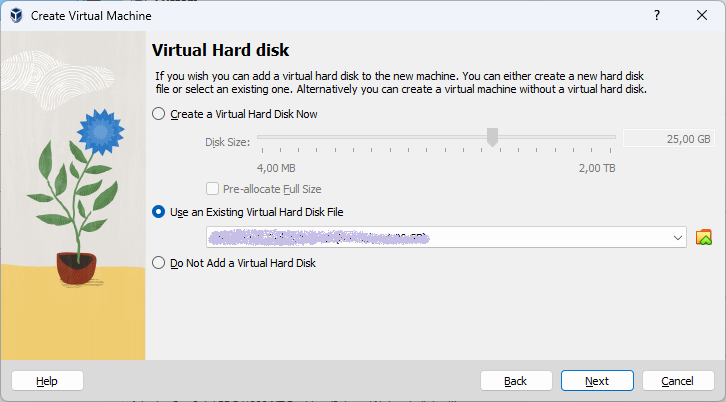 Create Virtual Machine
?
Virtual Hard disk
If you wish you can add a virtual hard disk to the new machine. You can either create a new hard disk
file or select an existing one. Alternatively you can create a virtual machine without a virtual hard disk.
Create a Virtual Hard Disk Now
Disk Size:
25,00 GB
4,00 MB
2,00 TB
Pre-allocate Full Size
Use an Existing Virtual Hard Disk File
Do Not Add a Virtual Hard Disk
Help
Back
Next
Cancel